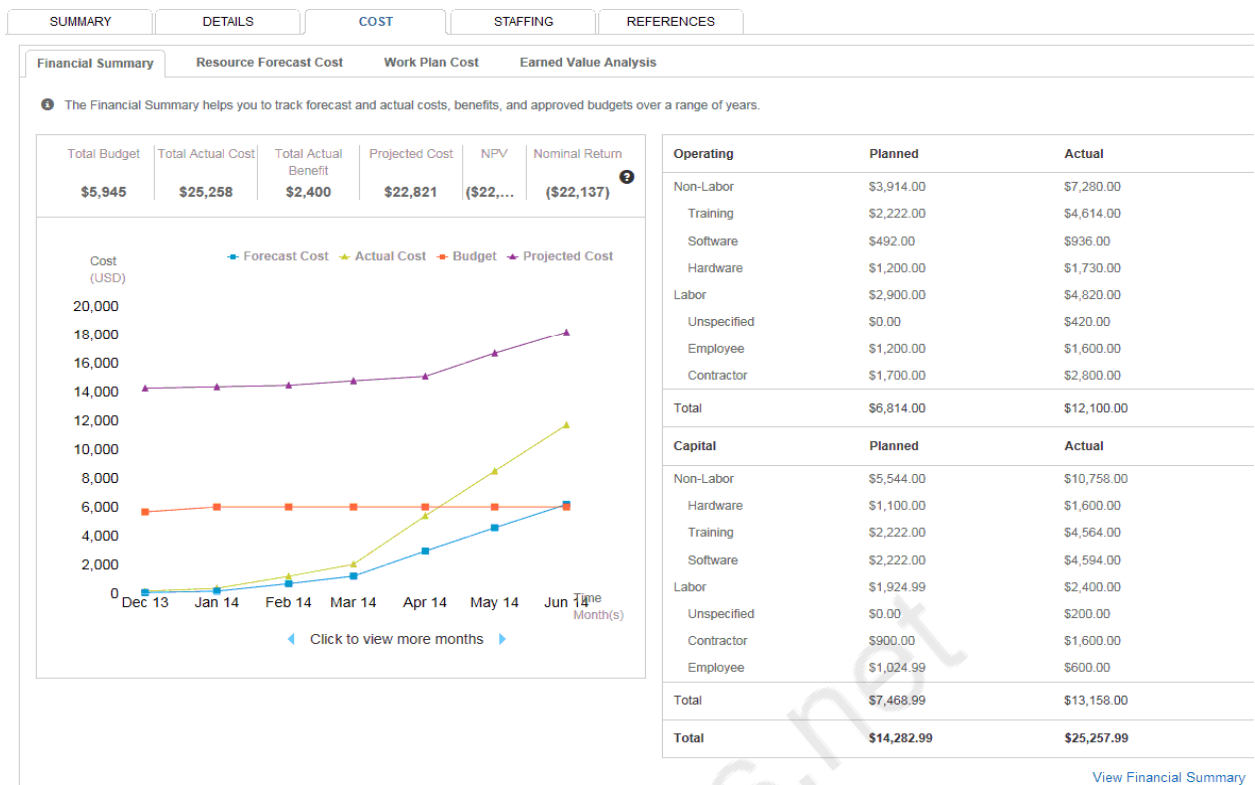 SUMMARY DETAILS COST STAFFING REFERENCES
Financial Summary Resource Forecast Cost Work Plan Cost Earned Value Analysis
The Financial Summary helps you to track forecast and actual costs, benefits, and approved budgets over a range of years.
Total Budget Total Actual Cost Total Actual Benefit Projected Cost NPV Nominal Return
$5,945 $25,258 $2,400 $22,821 ($22,... ($22,137)
?
Cost
(USD)
Forecast Cost Actual Cost Budget Projected Cost
20,000
18,000
16,000
14,000
12,000
10,000
8,000
6,000
4,000
2,000
0
Dec 13 Jan 14 Feb 14 Mar 14 Apr 14 May 14 Jun 14
Time
Month(s)
Click to view more months
Operating Planned Actual
Non-Labor $3,914.00 $7,280.00
Training $2,222.00 $4,614.00
Software $492.00 $936.00
Hardware $1,200.00 $1,730.00
Labor $2,900.00 $4,820.00
Unspecified $0.00 $420.00
Employee $1,200.00 $1,600.00
Contractor $1,700.00 $2,800.00
Total $6,814.00 $12,100.00
Capital Planned Actual
Non-Labor $5,544.00 $10,758.00
Hardware $1,100.00 $1,600.00
Training $2,222.00 $4,564.00
Software $2,222.00 $4,594.00
Labor $1,924.99 $2,400.00
Unspecified $0.00 $200.00
Contractor $900.00 $1,600.00
Employee $1,024.99 $600.00
Total $7,468.99 $13,158.00
Total $14,282.99 $25,257.99
View Financial Summary
s.net